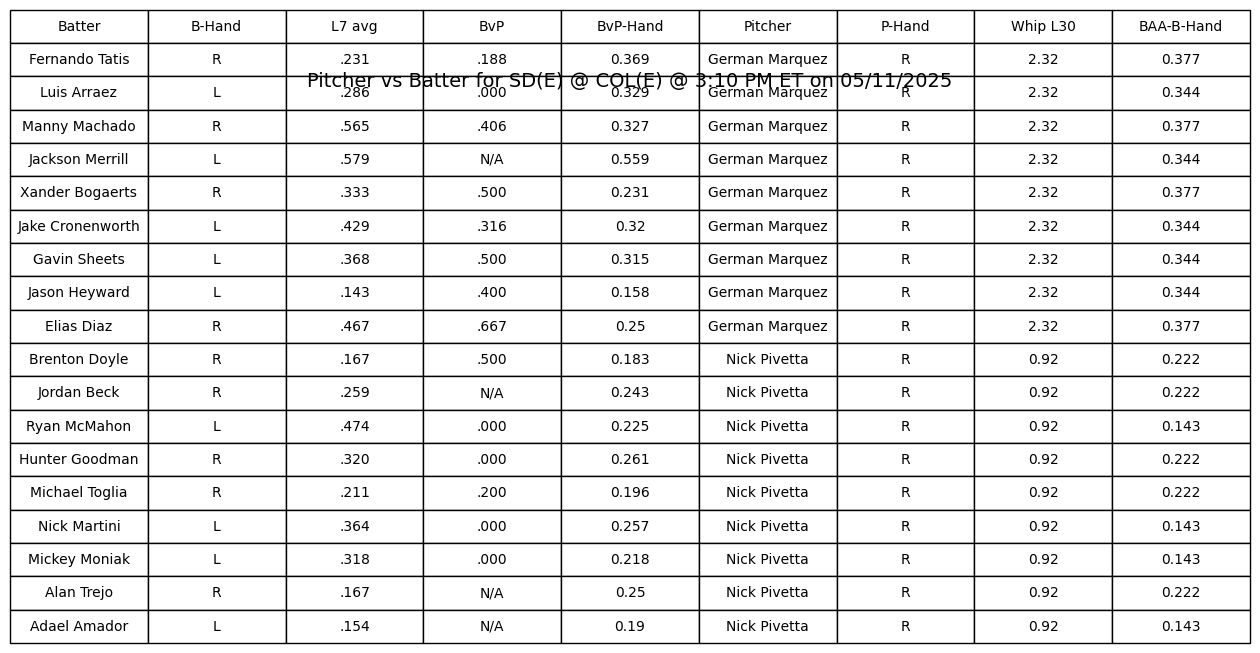 Batter B-Hand L7 avg BvP BvP-Hand Pitcher P-Hand Whip L30 BAA-B-Hand
Fernando Tatis R .231 .188 0.369 German Marquez R 2.32 0.377
Pitcher vs Batter for SD(E) @ COL(E) @ 3:10 PM ET on 05/11/2025
Luis Arraez L .286 .000 0.329 German Marquez R 2.32 0.344
Manny Machado R .565 .406 0.327 German Marquez R 2.32 0.377
Jackson Merrill L .579 N/A 0.559 German Marquez R 2.32 0.344
Xander Bogaerts R .333 .500 0.231 German Marquez R 2.32 0.377
Jake Cronenworth L .429 .316 0.32 German Marquez R 2.32 0.344
Gavin Sheets L .368 .500 0.315 German Marquez R 2.32 0.344
Jason Heyward L .143 .400 0.158 German Marquez R 2.32 0.344
Elias Diaz R .467 .667 0.25 German Marquez R 2.32 0.377
Brenton Doyle R .167 .500 0.183 Nick Pivetta R 0.92 0.222
Jordan Beck R .259 N/A 0.243 Nick Pivetta R 0.92 0.222
Ryan McMahon L .474 .000 0.225 Nick Pivetta R 0.92 0.143
Hunter Goodman R .320 .000 0.261 Nick Pivetta R 0.92 0.222
Michael Toglia R .211 .200 0.196 Nick Pivetta R 0.92 0.222
Nick Martini L .364 .000 0.257 Nick Pivetta R 0.92 0.143
Mickey Moniak L .318 .000 0.218 Nick Pivetta R 0.92 0.143
Alan Trejo R .167 N/A 0.25 Nick Pivetta R 0.92 0.222
Adael Amador L .154 N/A 0.19 Nick Pivetta R 0.92 0.143